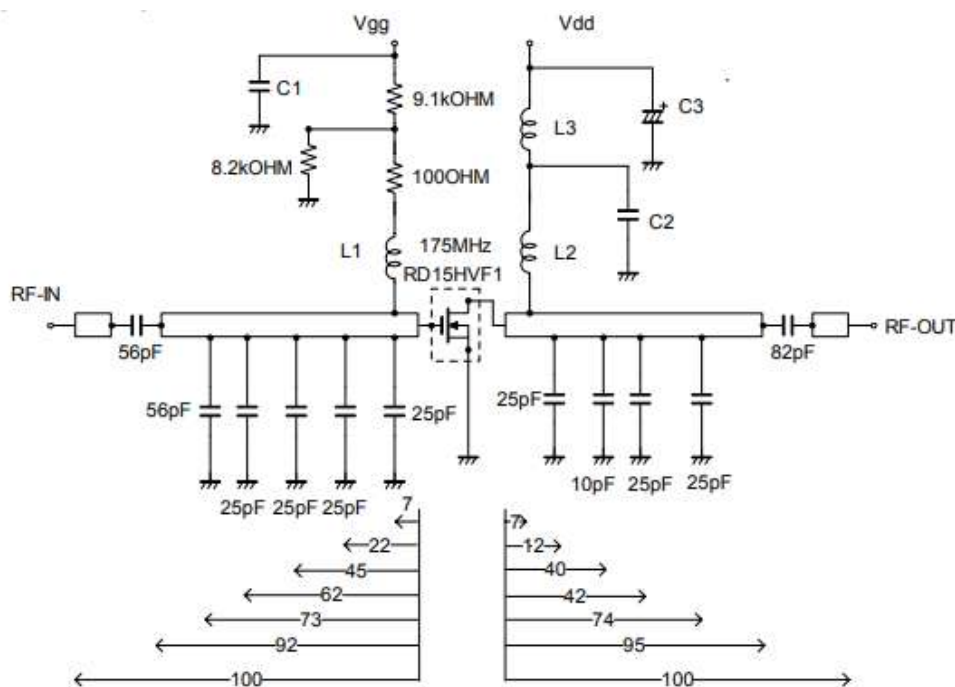 Vgg
Vdd
C1
9.1kOHM
C3
L3
8.2kOHM
100OHM
C2
L1
175MHz
L2
RD15HVF1
RF-IN
RF-OUT
56pF
82pF
56pF
25pF
25pF
25pF
25pF
25pF
10pF
25pF
25pF
7
7
22
12
45
40
62
42
73
74
92
95
100
100